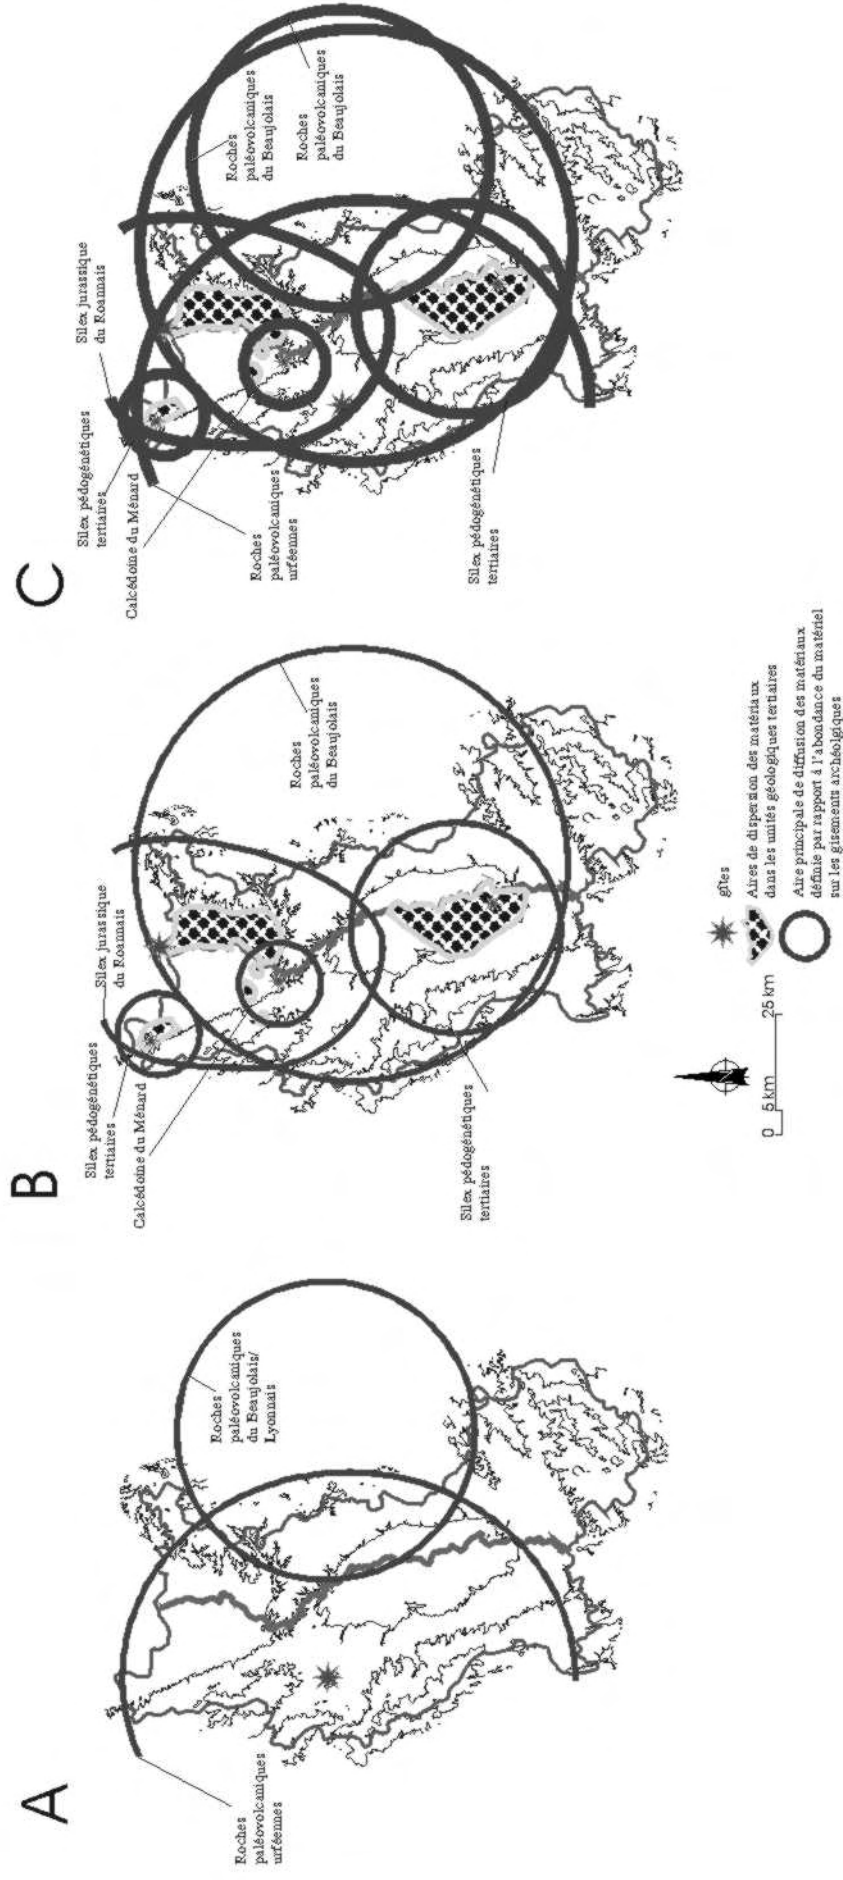 A
Roches
paléovolcaniques
urféennes
Roches
paléovolcaniques
du Beaujolais/
Lyonnais
B
Silex pédogénétiques
tertiaires
Calcédoine du Ménard
Silex jurassique
du Roannais
Roches
paléovolcaniques
du Beaujolais
Silex pédogénétiques
tertiaires
C
Silex pédogénétiques
tertiaires
Calcédoine du Ménard
Silex jurassique
du Roannais
Roches
paléovolcaniques
urféennes
Roches
paléovolcaniques
du Beaujolais
Roches
paléovolcaniques
du Beaujolais
Silex pédogénétiques
tertiaires
N
0 5 km 25 km
gîtes
Aires de dispersion des matériaux
dans les unités géologiques tertiaires
Aire principale de diffusion des matériaux
définie par rapport à l'abondance du matériel
sur les gisements archéolgiques